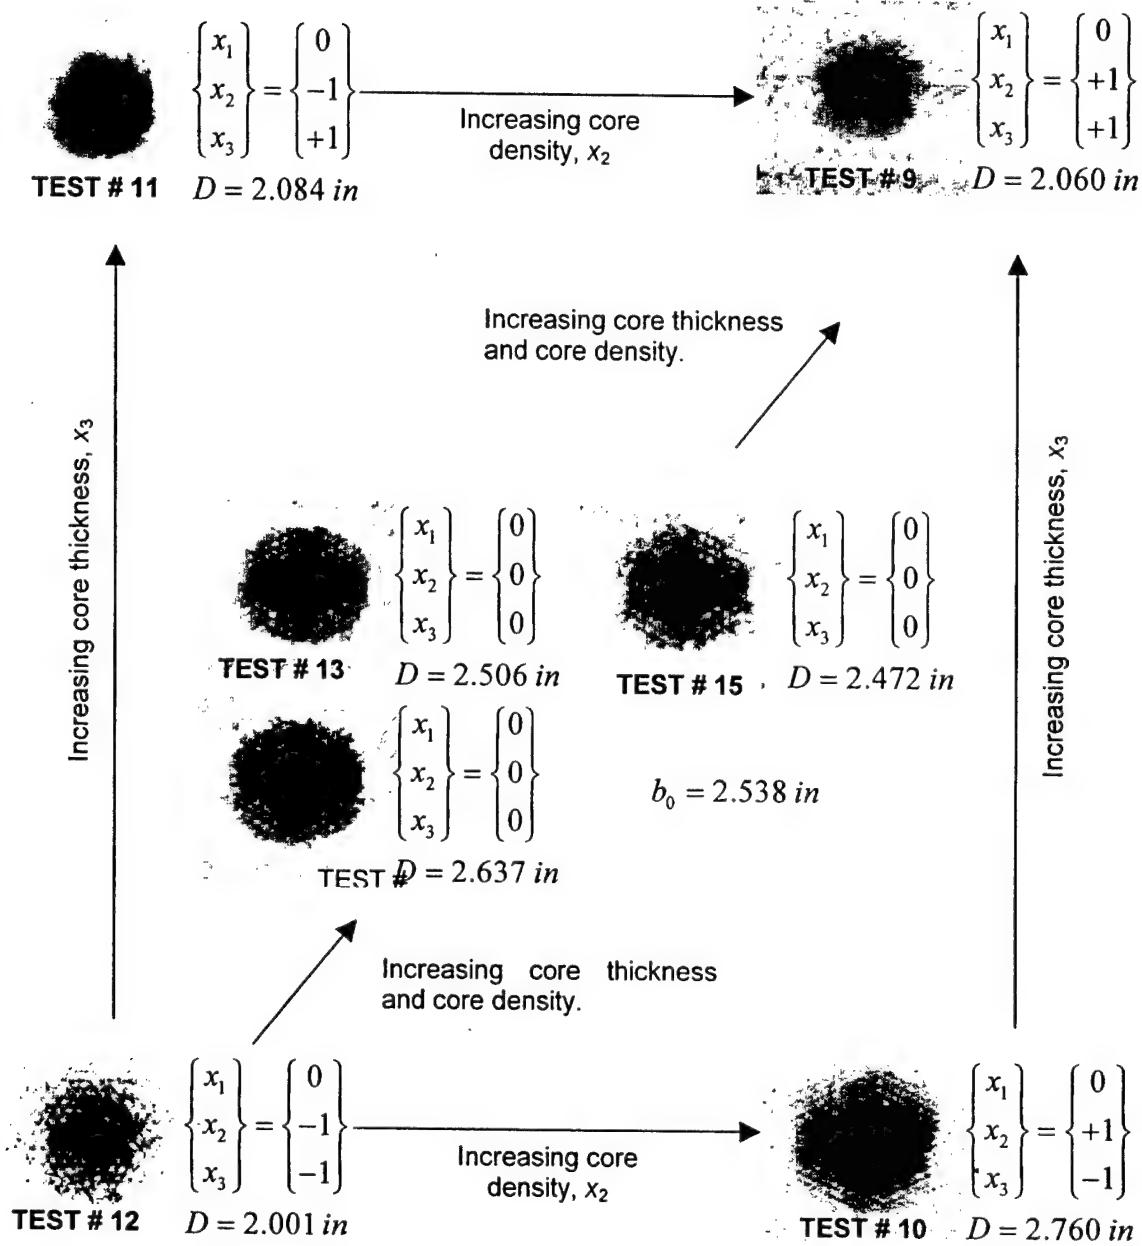 {x₁ x₂ x₃} = {0 −1 +1}
TEST # 11 D = 2.084 in
Increasing core
density, x₂
{x₁ x₂ x₃} = {0 +1 +1}
TEST # 9 D = 2.060 in
Increasing core thickness
and core density.
Increasing core thickness, x₃
Increasing core thickness, x₃
{x₁ x₂ x₃} = {0 0 0}
TEST # 13 D = 2.506 in
{x₁ x₂ x₃} = {0 0 0}
TEST # 15 D = 2.472 in
{x₁ x₂ x₃} = {0 0 0}
TEST # D = 2.637 in
b₀ = 2.538 in
Increasing core thickness
and core density.
{x₁ x₂ x₃} = {0 −1 −1}
TEST # 12 D = 2.001 in
Increasing core
density, x₂
{x₁ x₂ x₃} = {0 +1 −1}
TEST # 10 D = 2.760 in